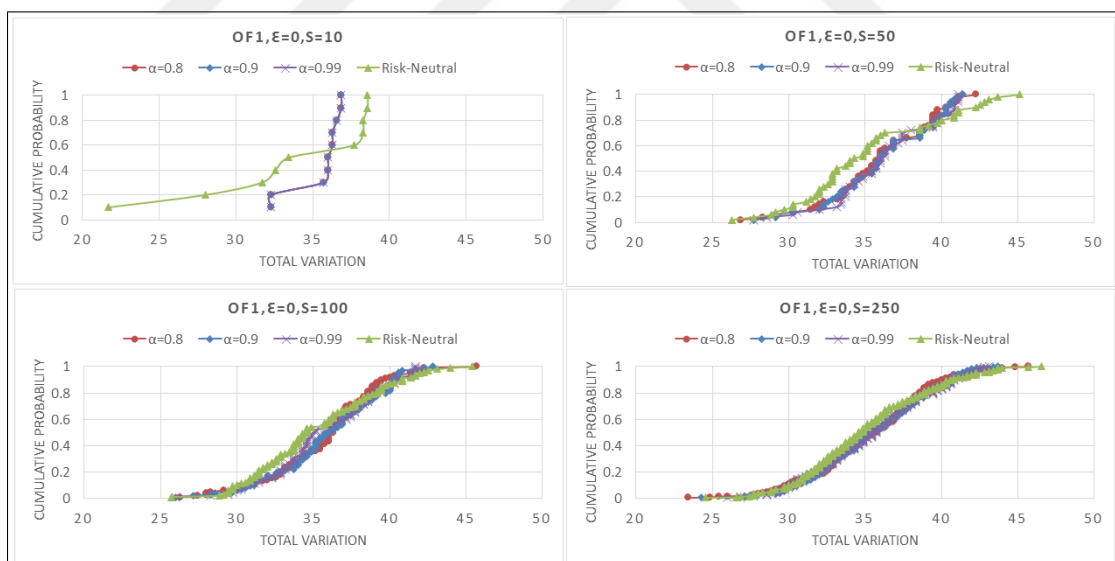 OF1,Ɛ=0,S=10
α=0.8 α=0.9 α=0.99 Risk-Neutral
CUMULATIVE PROBABILITY
1
0.8
0.6
0.4
0.2
0
20 25 30 35 40 45 50
TOTAL VARIATION
OF1,Ɛ=0,S=50
α=0.8 α=0.9 α=0.99 Risk-Neutral
CUMULATIVE PROBABILITY
1
0.8
0.6
0.4
0.2
0
20 25 30 35 40 45 50
TOTAL VARIATION
OF1,Ɛ=0,S=100
α=0.8 α=0.9 α=0.99 Risk-Neutral
CUMULATIVE PROBABILITY
1
0.8
0.6
0.4
0.2
0
20 25 30 35 40 45 50
TOTAL VARIATION
OF1,Ɛ=0,S=250
α=0.8 α=0.9 α=0.99 Risk-Neutral
CUMULATIVE PROBABILITY
1
0.8
0.6
0.4
0.2
0
20 25 30 35 40 45 50
TOTAL VARIATION